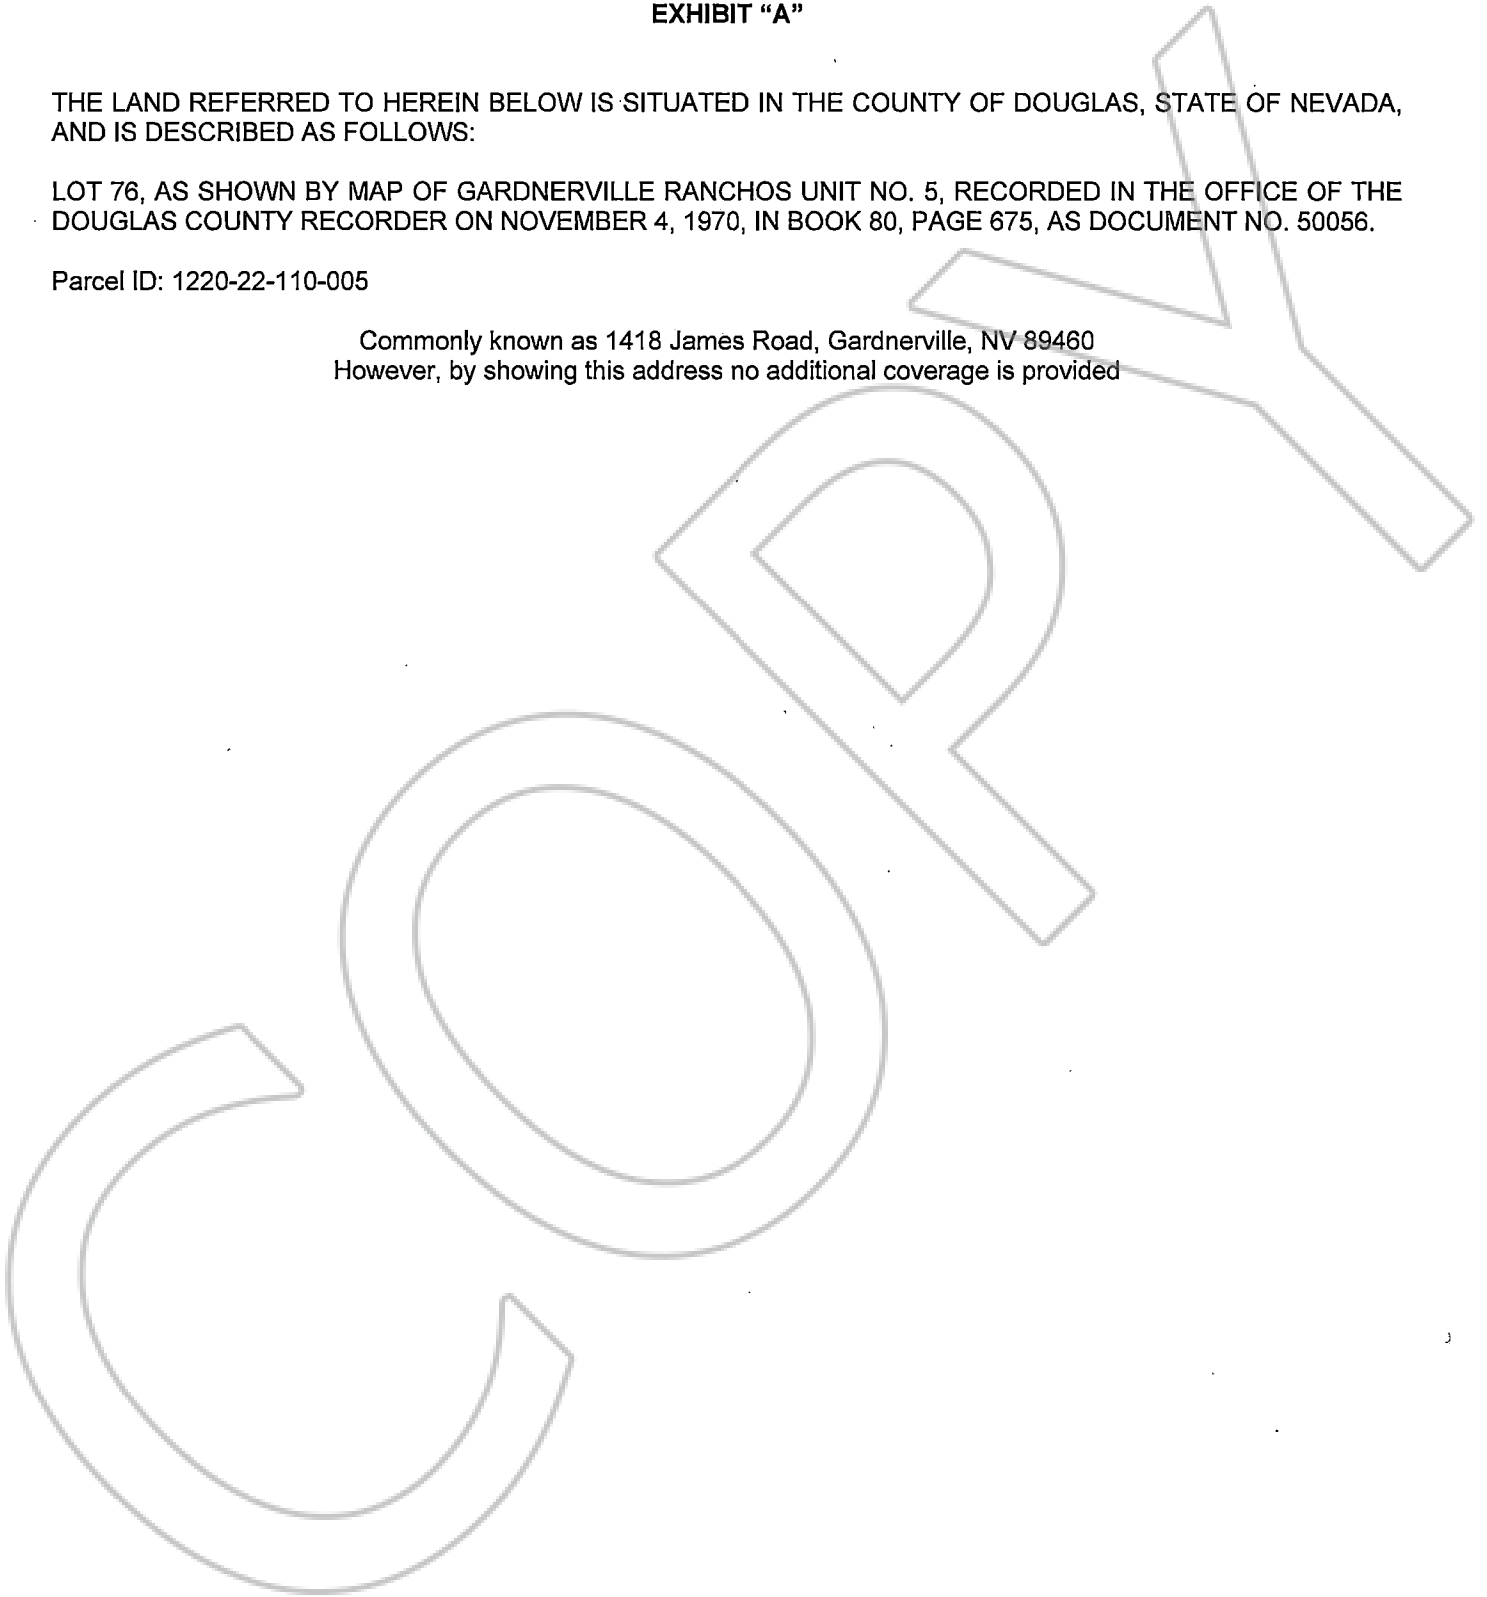 EXHIBIT “A”
THE LAND REFERRED TO HEREIN BELOW IS SITUATED IN THE COUNTY OF DOUGLAS, STATE OF NEVADA,
AND IS DESCRIBED AS FOLLOWS:
LOT 76, AS SHOWN BY MAP OF GARDNERVILLE RANCHOS UNIT NO. 5, RECORDED IN THE OFFICE OF THE
DOUGLAS COUNTY RECORDER ON NOVEMBER 4, 1970, IN BOOK 80, PAGE 675, AS DOCUMENT NO. 50056.
Parcel ID: 1220-22-110-005
Commonly known as 1418 James Road, Gardnerville, NV 89460
However, by showing this address no additional coverage is provided
COPY